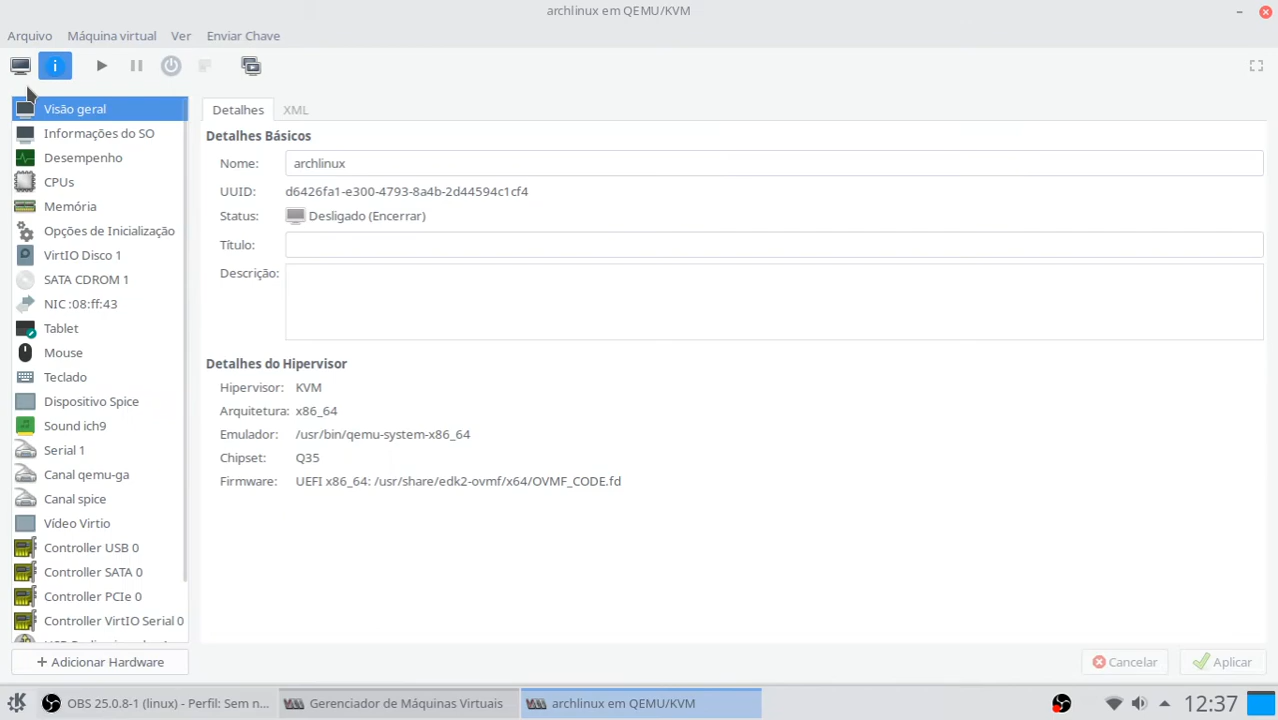 archlinux em QEMU/KVM
Arquivo Máquina virtual Ver Enviar Chave
Visão geral
Informações do SO
Desempenho
CPUs
Memória
Opções de Inicialização
VirtIO Disco 1
SATA CDROM 1
NIC :08:ff:43
Tablet
Mouse
Teclado
Dispositivo Spice
Sound ich9
Serial 1
Canal qemu-ga
Canal spice
Vídeo Virtio
Controller USB 0
Controller SATA 0
Controller PCIe 0
Controller VirtIO Serial 0
Adicionar Hardware
Detalhes XML
Detalhes Básicos
Nome: archlinux
UUID: d6426fa1-e300-4793-8a4b-2d44594c1cf4
Status: Desligado (Encerrar)
Título:
Descrição:
Detalhes do Hipervisor
Hipervisor: KVM
Arquitetura: x86_64
Emulador: /usr/bin/qemu-system-x86_64
Chipset: Q35
Firmware: UEFI x86_64: /usr/share/edk2-ovmf/x64/OVMF_CODE.fd
Cancelar Aplicar
OBS 25.0.8-1 (linux) - Perfil: Sem n... Gerenciador de Máquinas Virtuais archlinux em QEMU/KVM 12:37